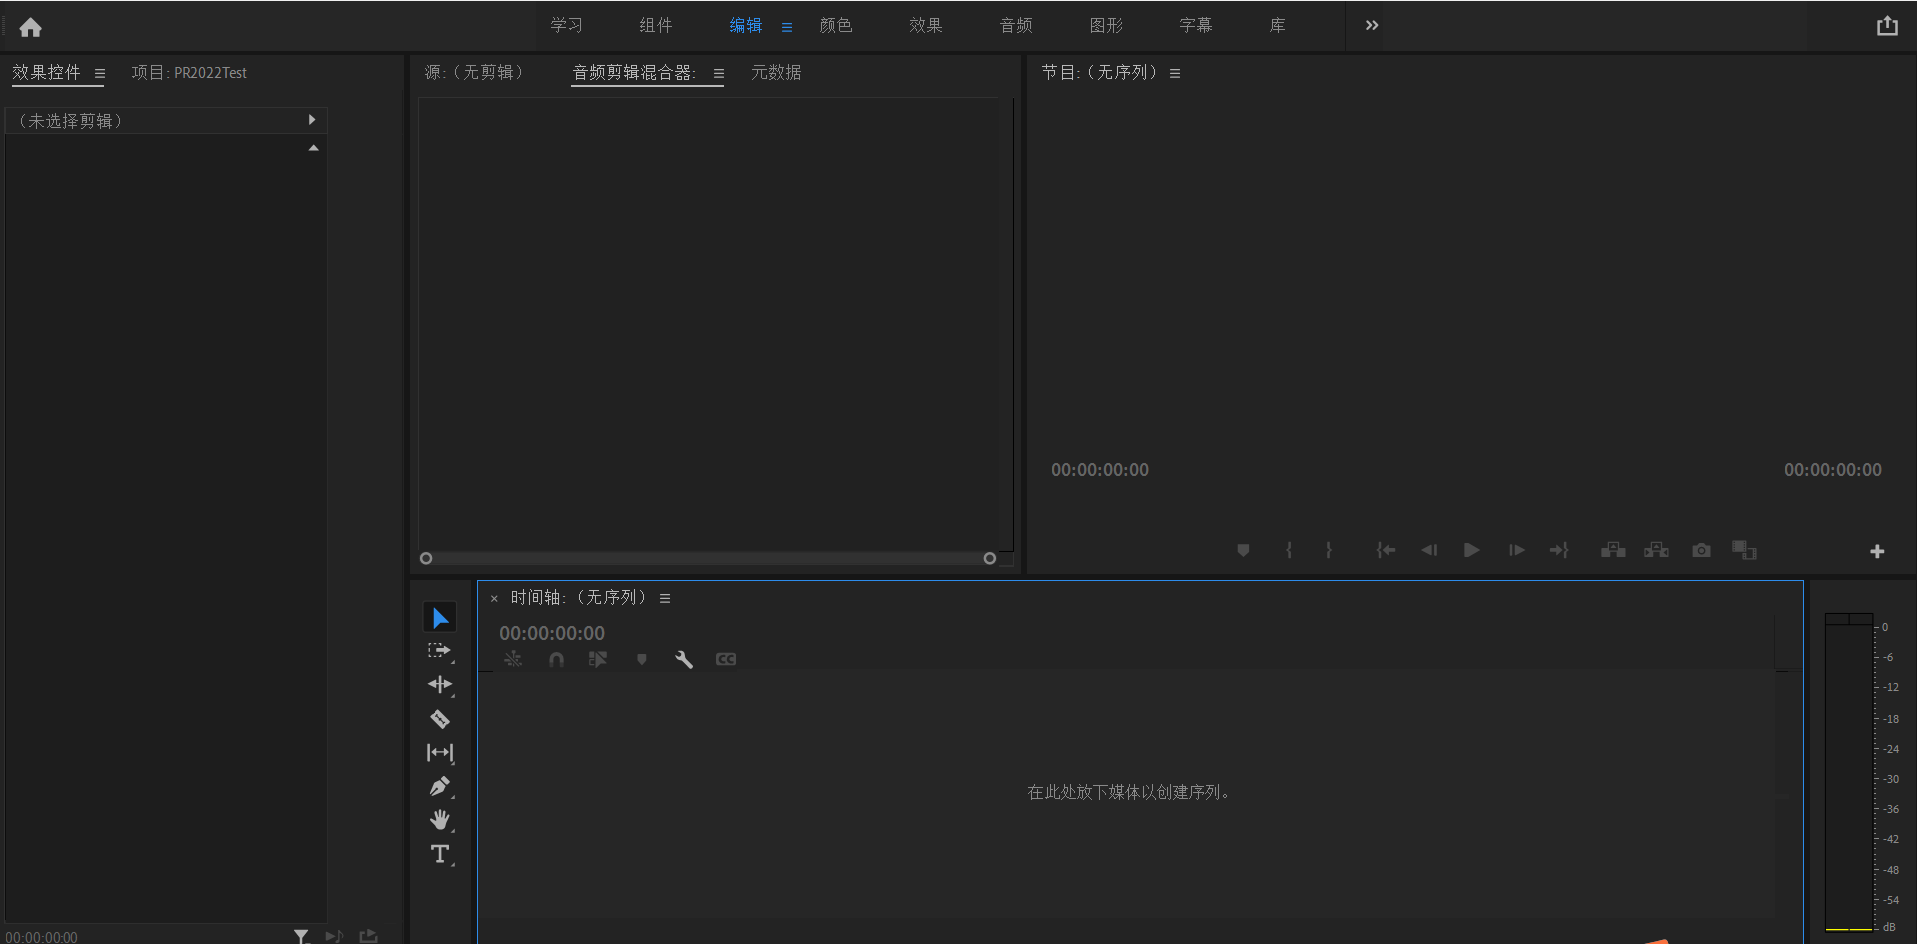 学习 组件 编辑 颜色 效果 音频 图形 字幕 库
效果控件 项目: PR2022Test
（未选择剪辑）
00:00:00:00
源:（无剪辑） 音频剪辑混合器: 元数据
节目:（无序列）
00:00:00:00 00:00:00:00
× 时间轴:（无序列）
00:00:00:00
CC
在此处放下媒体以创建序列。
T
0
-6
-12
-18
-24
-30
-36
-42
-48
-54
dB